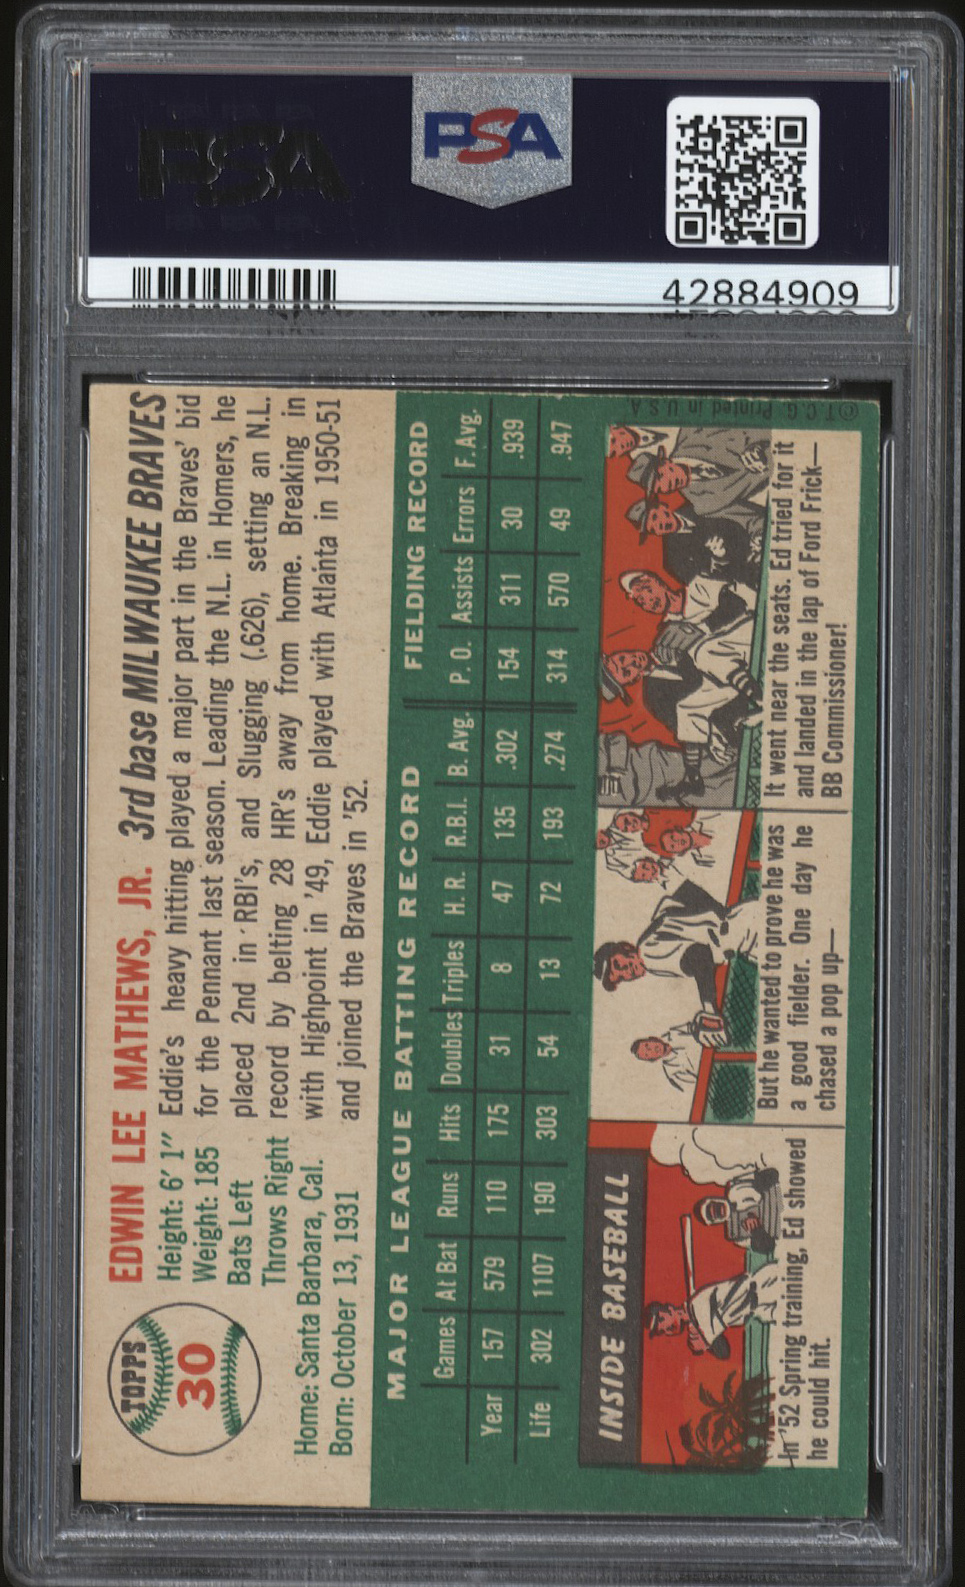 PSA
PSA
42884909
TOPPS
30
EDWIN LEE MATHEWS, JR. 3rd base MILWAUKEE BRAVES
Height: 6' 1"
Weight: 185
Bats Left
Throws Right
Home: Santa Barbara, Cal.
Born: October 13, 1931
Eddie's heavy hitting played a major part in the Braves' bid
for the Pennant last season. Leading the N.L. in Homers, he
placed 2nd in RBI's, and Slugging (.626), setting an N.L.
record by belting 28 HR's away from home. Breaking in
with Highpoint in '49, Eddie played with Atlanta in 1950-51
and joined the Braves in '52.
MAJOR LEAGUE BATTING RECORD FIELDING RECORD
Games At Bat Runs Hits Doubles Triples H. R. R.B.I. B. Avg. P. O. Assists Errors F. Avg.
Year 157 579 110 175 31 8 47 135 .302 154 311 30 .939
Life 302 1107 190 303 54 13 72 193 .274 314 570 49 .947
INSIDE BASEBALL
In '52 Spring training, Ed showed
he could hit.
But he wanted to prove he was
a good fielder. One day he
chased a pop up—
It went near the seats. Ed tried for it
and landed in the lap of Ford Frick—
BB Commissioner!
© T. C. G. Printed in U.S.A.